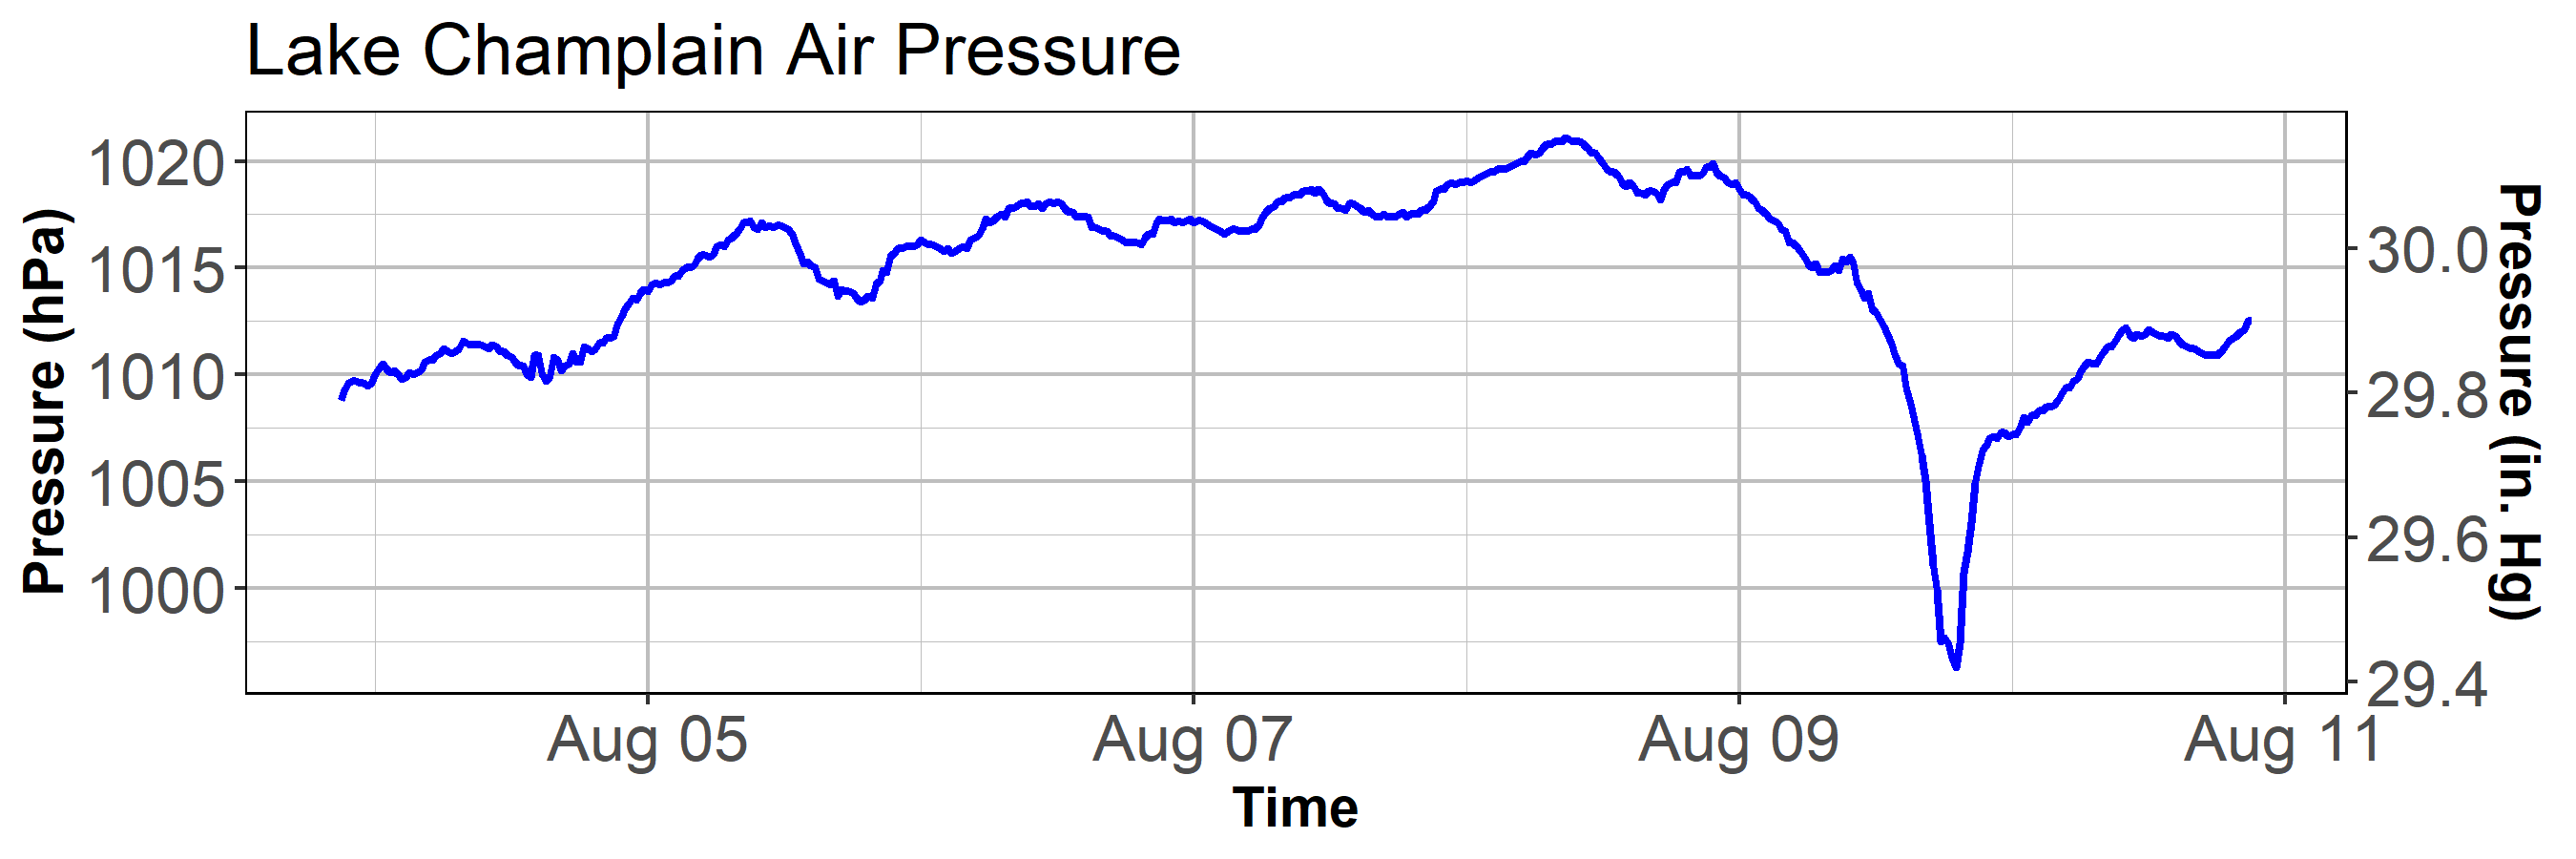 Lake Champlain Air Pressure
Pressure (hPa)
1020
1015
1010
1005
1000
Pressure (in. Hg)
30.0
29.8
29.6
29.4
Aug 05 Aug 07 Aug 09 Aug 11
Time